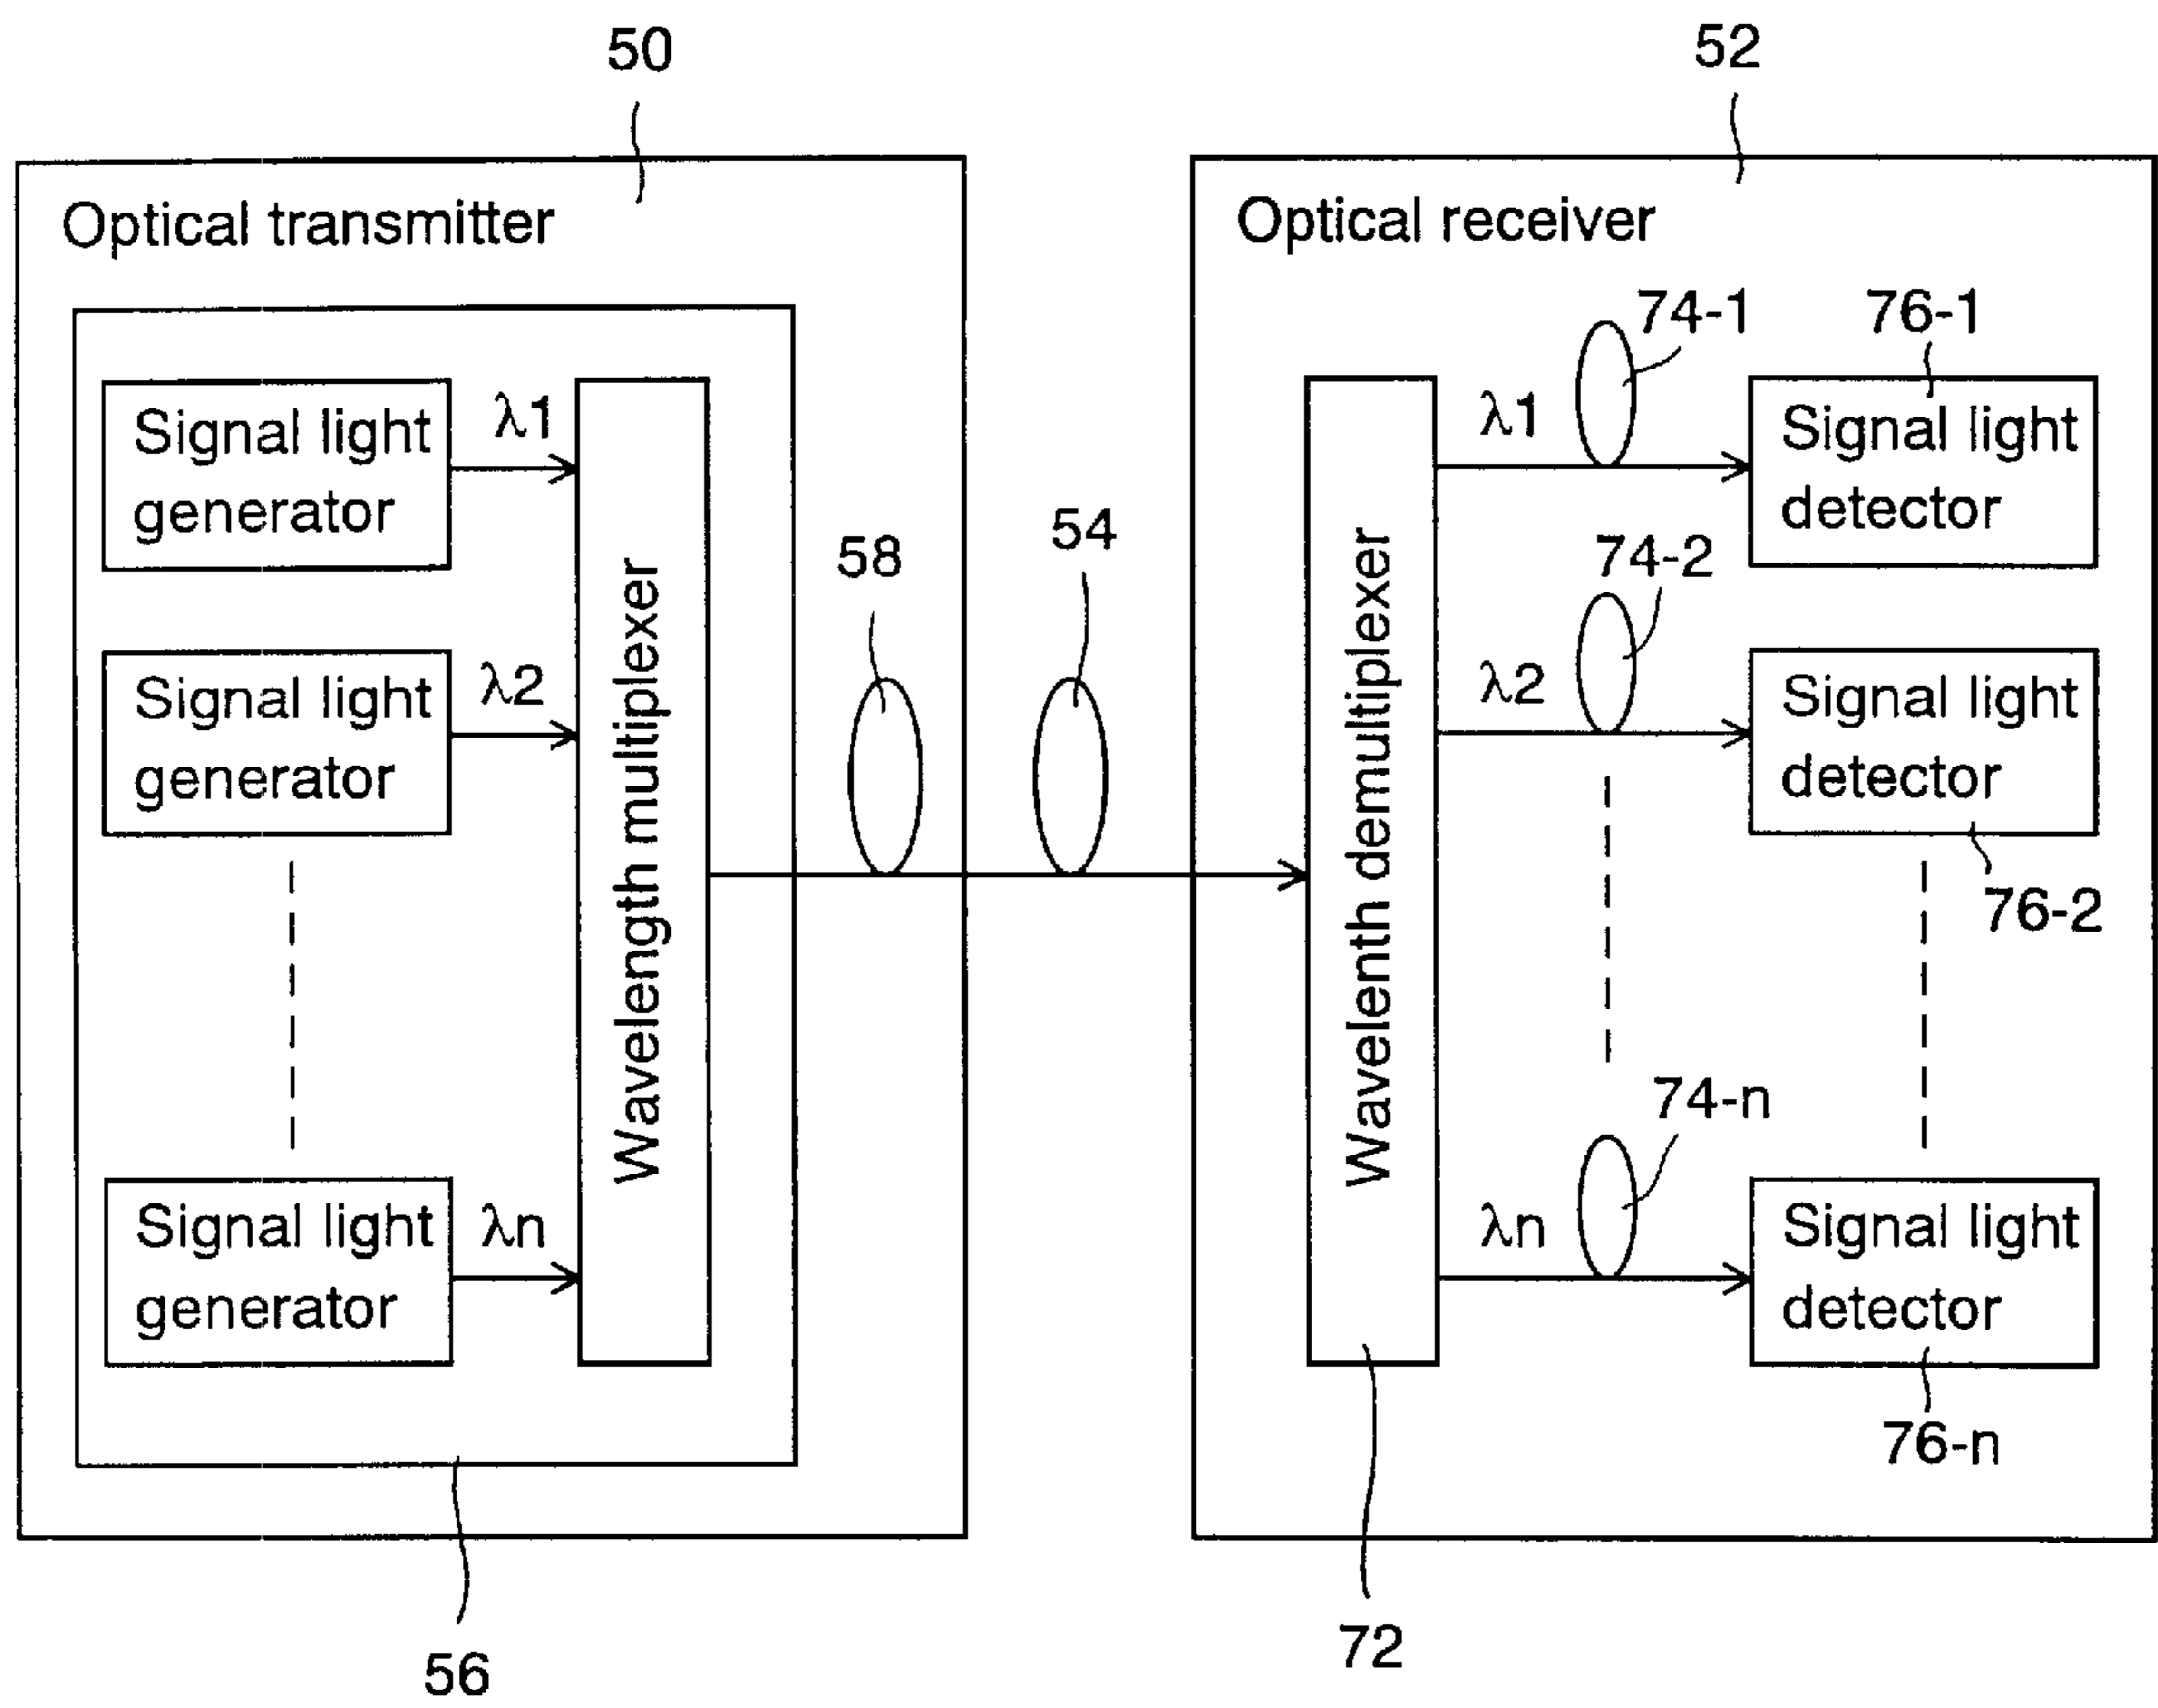 50
52
Optical transmitter
Optical receiver
74-1
76-1
Signal light
generator
λ1
λ1
Signal light
detector
58
54
74-2
Signal light
generator
λ2
Wavelength multiplexer
Wavelenth demultiplexer
λ2
Signal light
detector
76-2
74-n
Signal light
generator
λn
λn
Signal light
detector
76-n
56
72